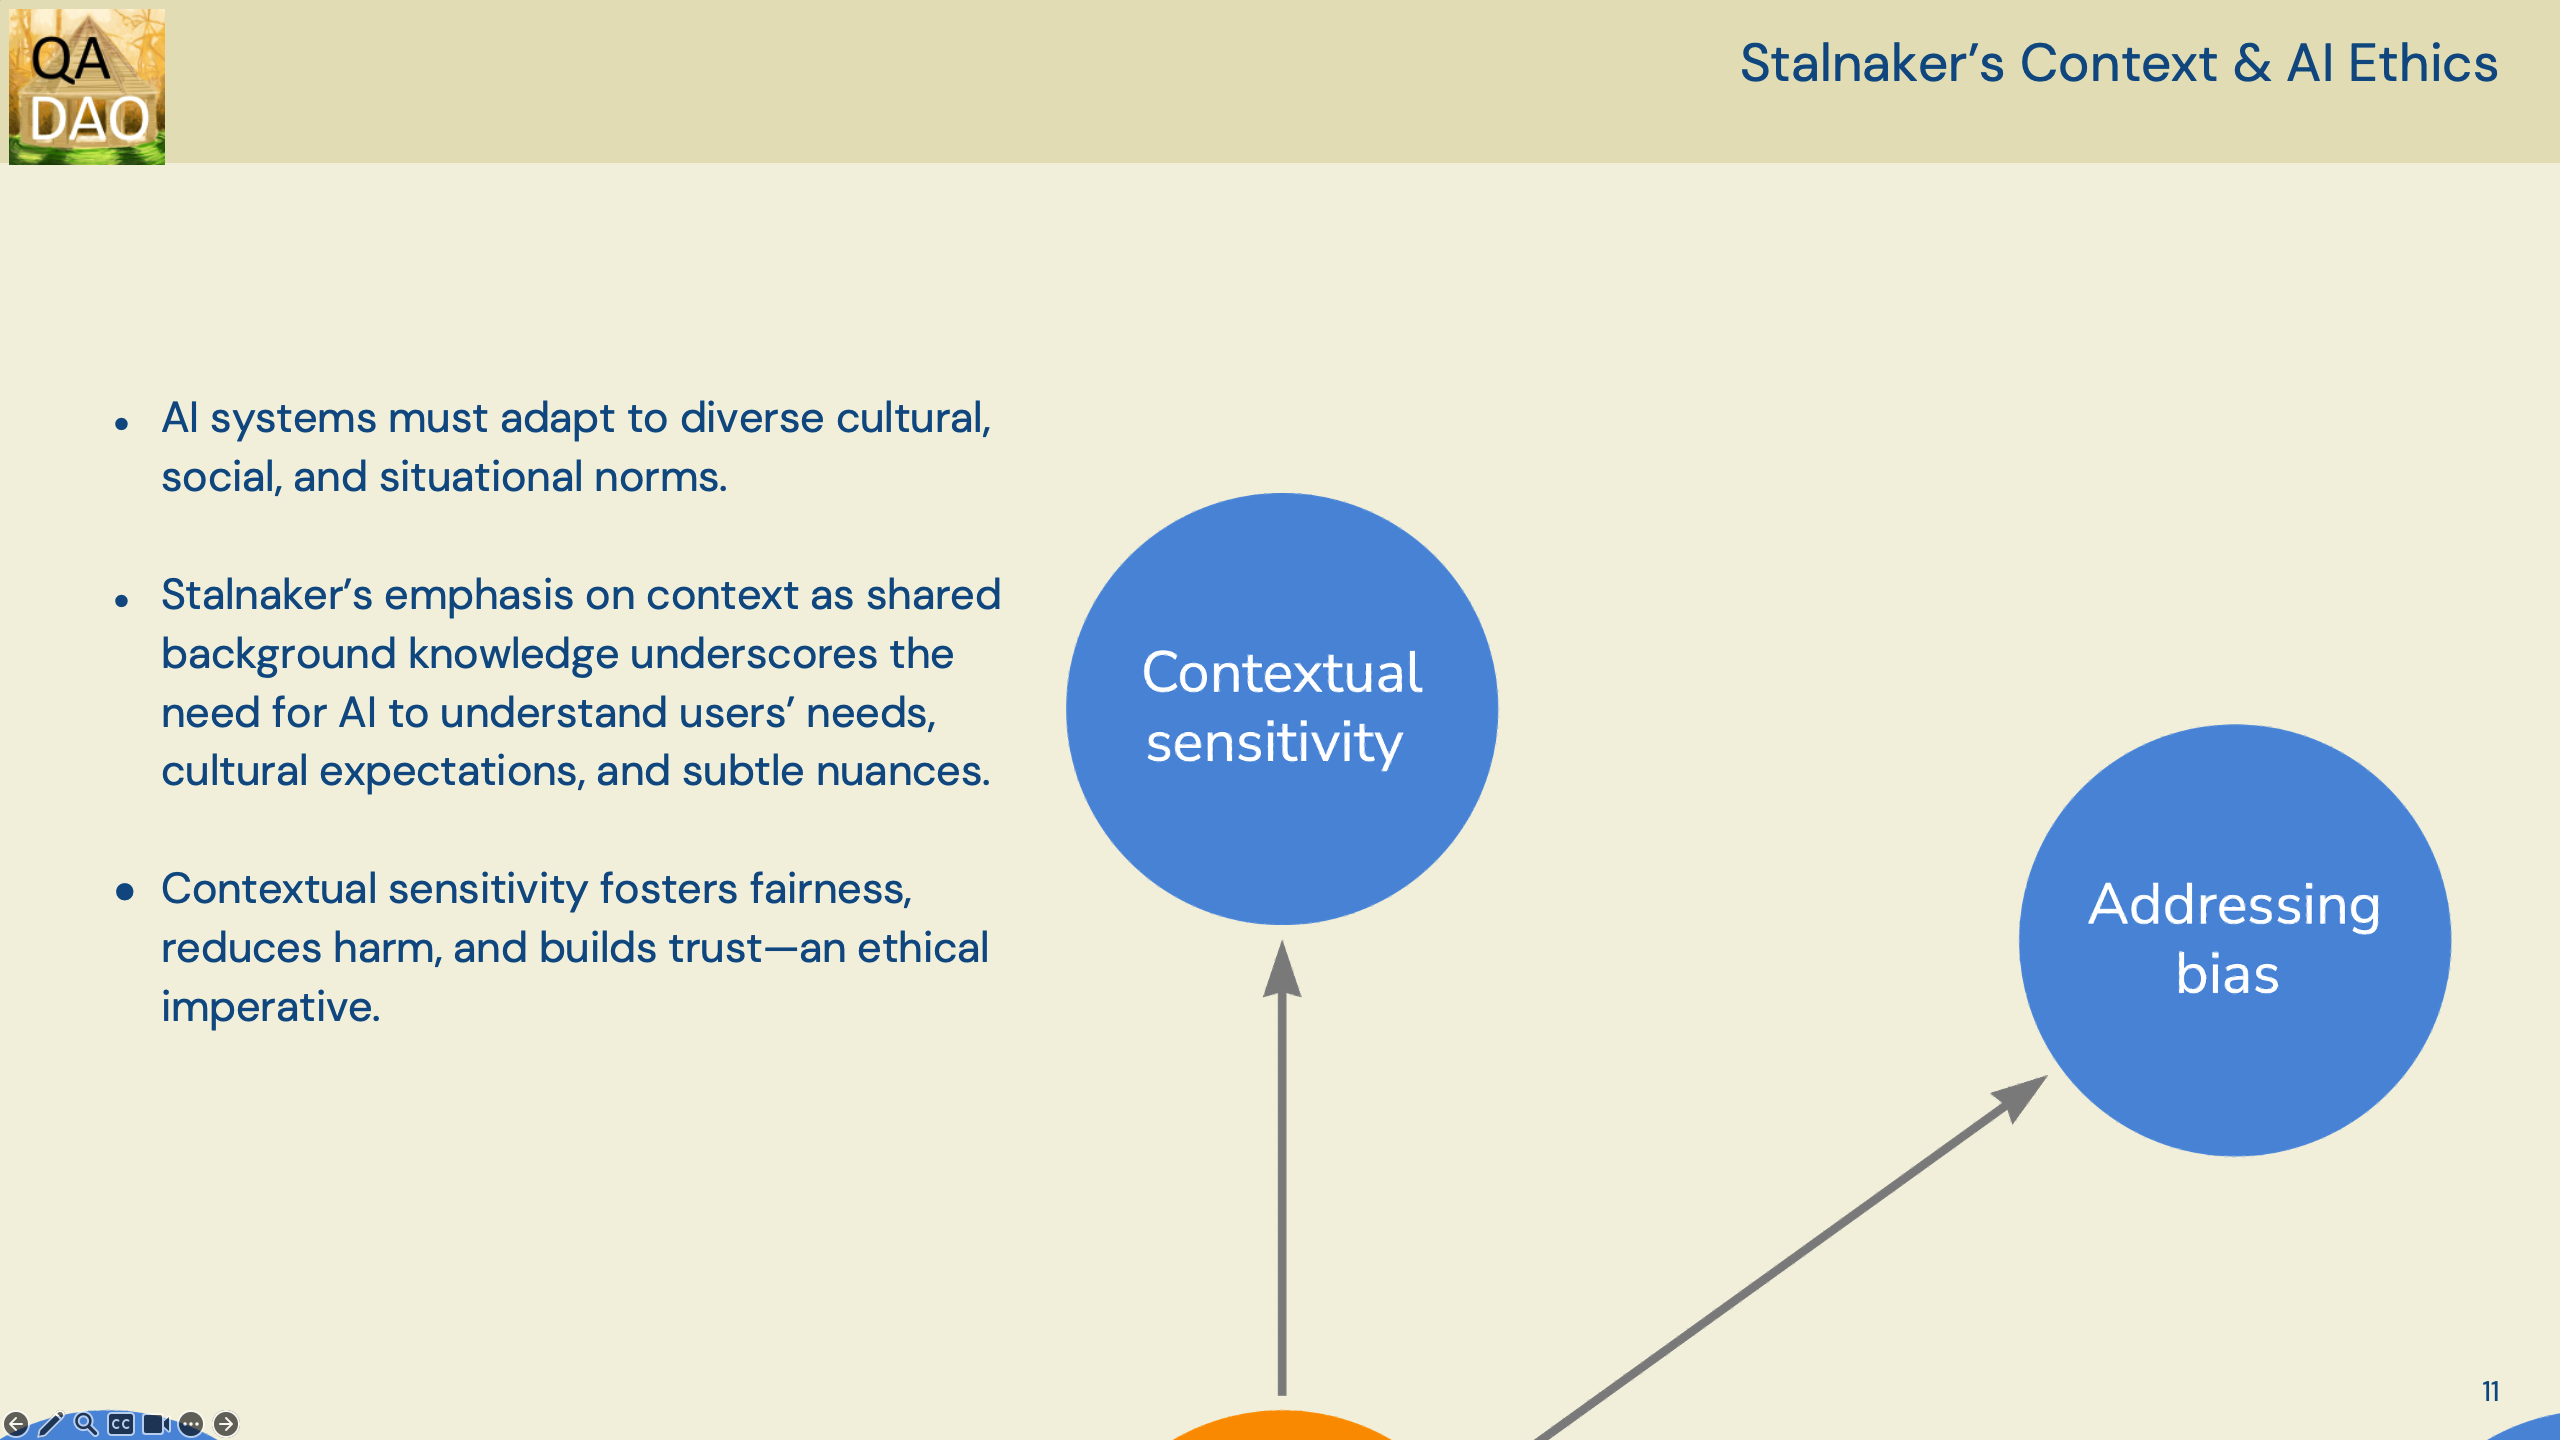 QA
DAO
Stalnaker’s Context & AI Ethics
• AI systems must adapt to diverse cultural,
social, and situational norms.
• Stalnaker’s emphasis on context as shared
background knowledge underscores the
need for AI to understand users’ needs,
cultural expectations, and subtle nuances.
• Contextual sensitivity fosters fairness,
reduces harm, and builds trust—an ethical
imperative.
Contextual
sensitivity
Addressing
bias
11
CC